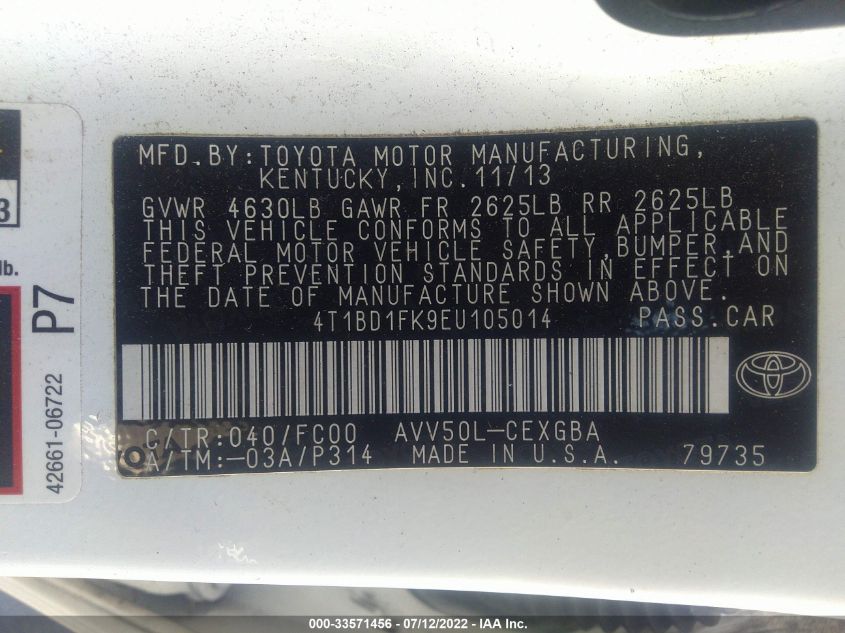 MFD.BY:TOYOTA MOTOR MANUFACTURING,
KENTUCKY,INC.11/13
GVWR 4630LB GAWR FR 2625LB RR 2625LB
THIS VEHICLE CONFORMS TO ALL APPLICABLE
FEDERAL MOTOR VEHICLE SAFETY,BUMPER,AND
THEFT PREVENTION STANDARDS IN EFFECT ON
THE DATE OF MANUFACTURE SHOWN ABOVE.
4T1BD1FK9EU105014 PASS.CAR
C/TR:040/FC00 AVV50L-CEXGBA
A/TM:-03A/P314 MADE IN U.S.A. 79735
3
lb.
P7
42661-06722
000-33571456 - 07/12/2022 - IAA Inc.